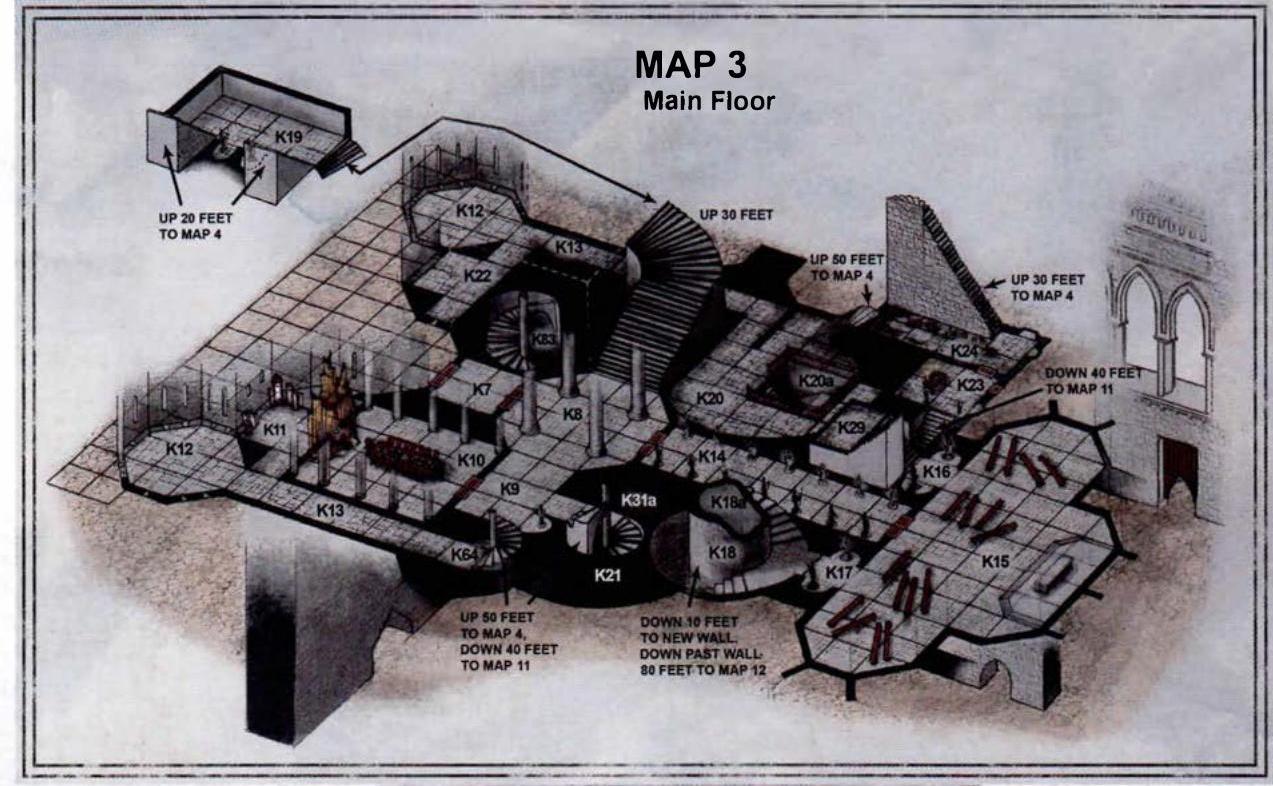 MAP 3
Main Floor
K19
UP 20 FEET
TO MAP 4
K12
K13
UP 30 FEET
K22
UP 50 FEET
TO MAP 4
UP 30 FEET
TO MAP 4
K83
K24
K7
K20a
K23
DOWN 40 FEET
TO MAP 11
K8
K20
K11
K29
K12
K10
K14
K16
K9
K31a
K18a
K13
K64
K18
K15
K21
K17
UP 50 FEET
TO MAP 4,
DOWN 40 FEET
TO MAP 11
DOWN 10 FEET
TO NEW WALL.
DOWN PAST WALL-
80 FEET TO MAP 12